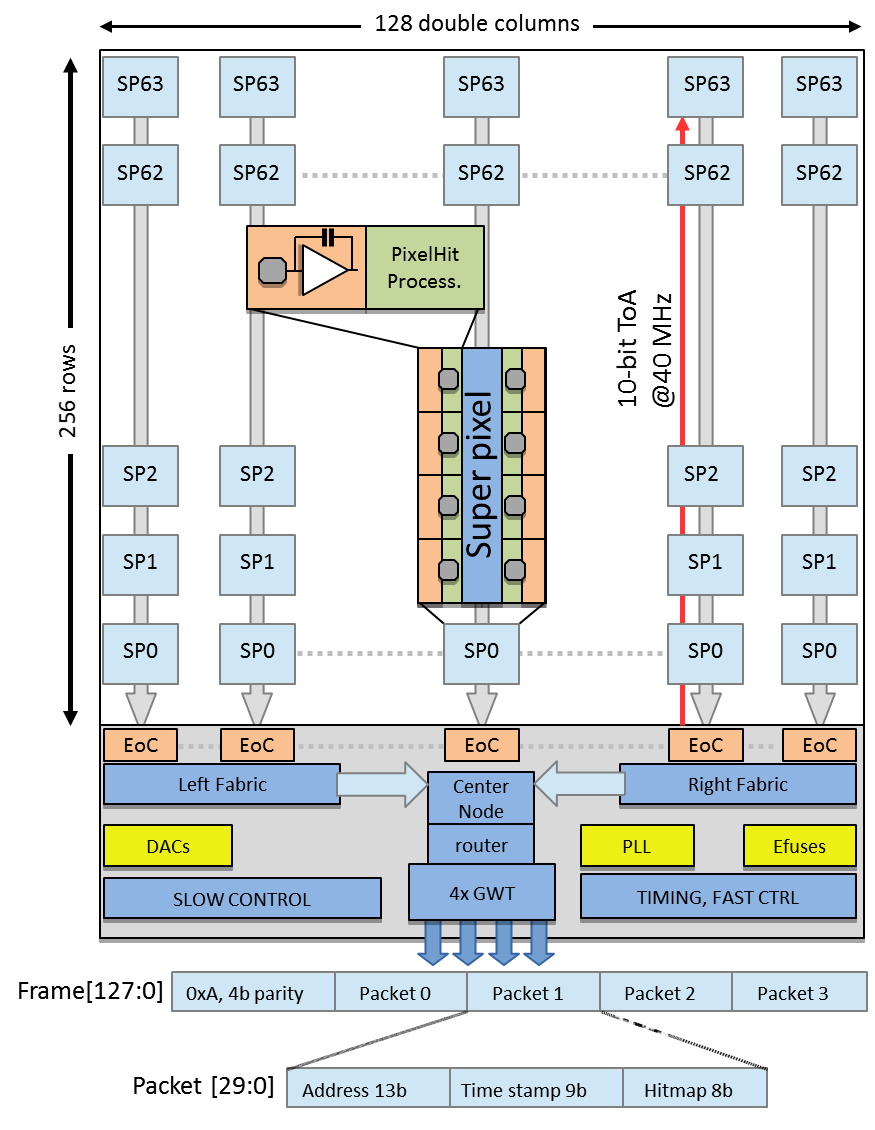 128 double columns
SP63 SP63 SP63 SP63 SP63
SP62 SP62 SP62 SP62 SP62
PixelHit
Process.
256 rows
10-bit ToA
@40 MHz
Super pixel
SP2 SP2 SP2 SP2
SP1 SP1 SP1 SP1
SP0 SP0 SP0 SP0 SP0
EoC EoC EoC EoC EoC
Left Fabric
Center
Node
Right Fabric
DACs
router
PLL
Efuses
SLOW CONTROL
4x GWT
TIMING, FAST CTRL
Frame[127:0] 0xA, 4b parity Packet 0 Packet 1 Packet 2 Packet 3
Packet [29:0] Address 13b Time stamp 9b Hitmap 8b